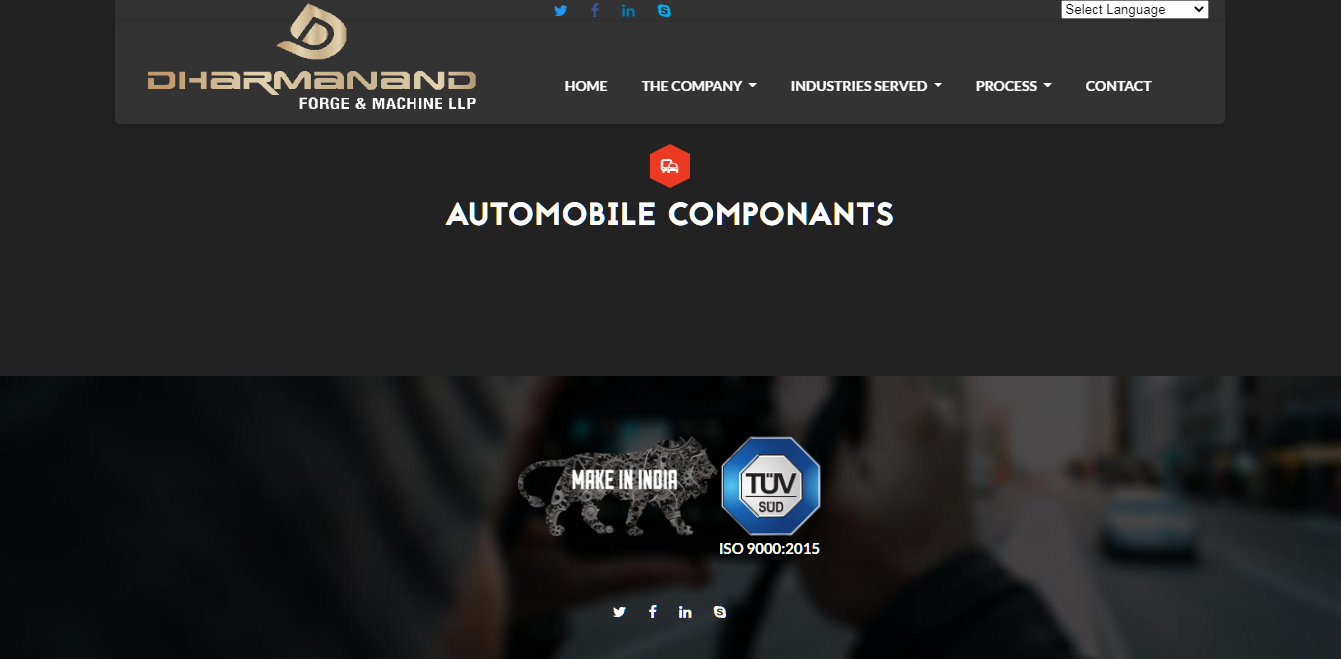 Select Language
DHARMANAND
FORGE & MACHINE LLP
HOME THE COMPANY INDUSTRIES SERVED PROCESS CONTACT
AUTOMOBILE COMPONANTS
MAKE IN INDIA
TÜV
SÜD
ISO 9000:2015